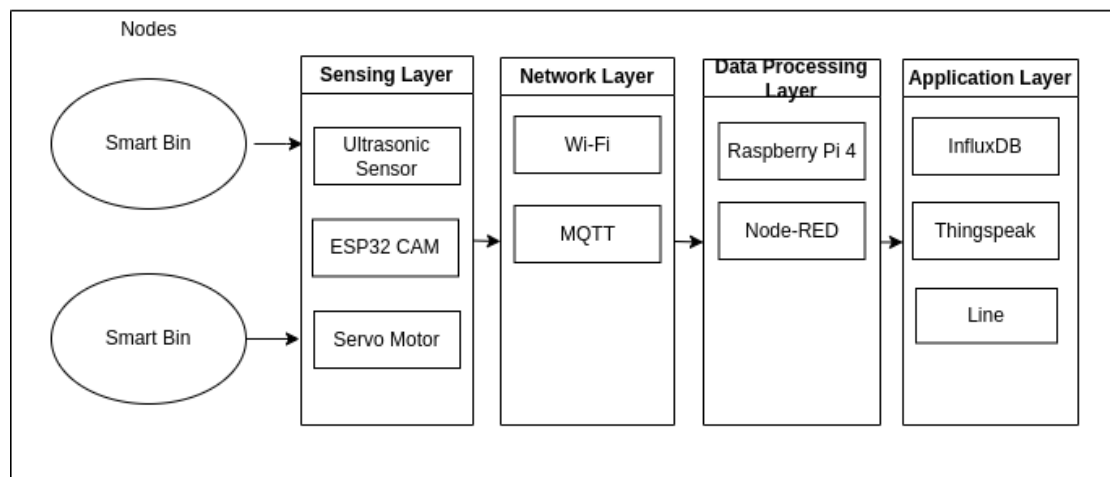 Nodes
Smart Bin
Smart Bin
Sensing Layer
Ultrasonic
Sensor
ESP32 CAM
Servo Motor
Network Layer
Wi-Fi
MQTT
Data Processing
Layer
Raspberry Pi 4
Node-RED
Application Layer
InfluxDB
Thingspeak
Line